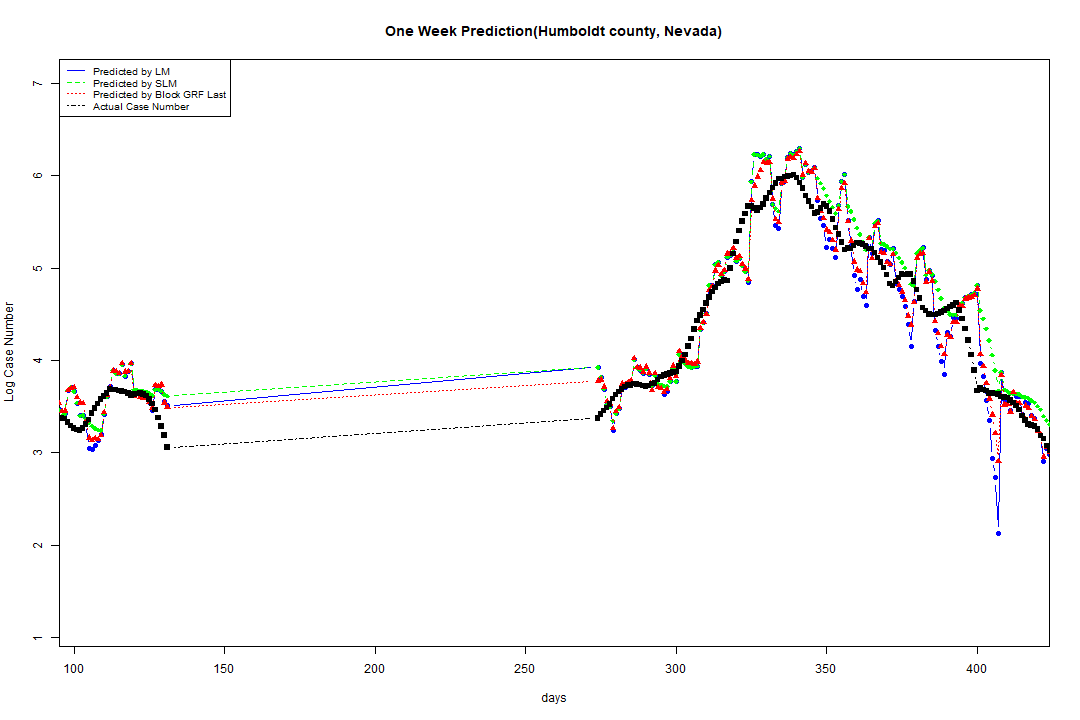 One Week Prediction(Humboldt county, Nevada)
Predicted by LM
Predicted by SLM
Predicted by Block GRF Last
Actual Case Number
Log Case Number
7
6
5
4
3
2
1
100 150 200 250 300 350 400
days